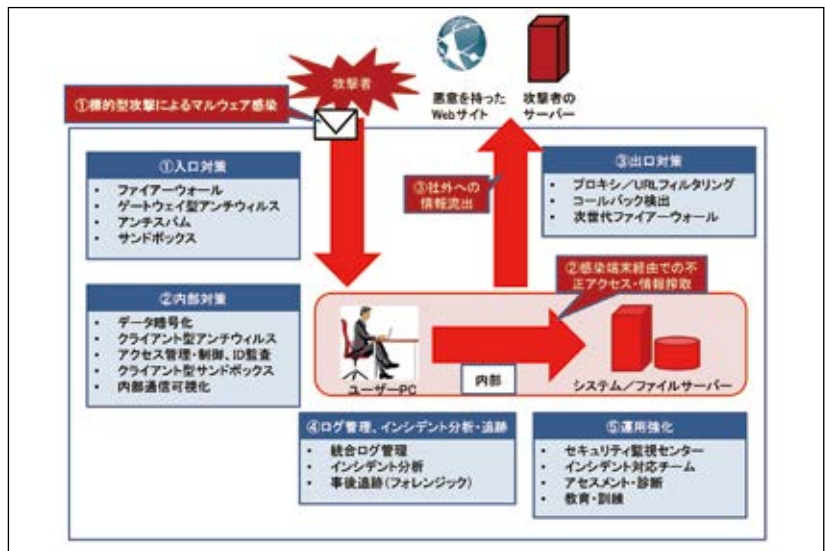 攻撃者
①標的型攻撃によるマルウェア感染
悪意を持った
Webサイト
攻撃者の
サーバー
①入口対策
• ファイアーウォール
• ゲートウェイ型アンチウィルス
• アンチスパム
• サンドボックス
③社外への
情報流出
③出口対策
• プロキシ/URLフィルタリング
• コールバック検出
• 次世代ファイアーウォール
②感染端末経由での不
正アクセス・情報搾取
②内部対策
• データ暗号化
• クライアント型アンチウィルス
• アクセス管理・制御、ID監査
• クライアント型サンドボックス
• 内部通信可視化
ユーザーPC
内部
システム/ファイルサーバー
④ログ管理、インシデント分析・追跡
• 統合ログ管理
• インシデント分析
• 事後追跡(フォレンジック)
⑤運用強化
• セキュリティ監視センター
• インシデント対応チーム
• アセスメント・診断
• 教育・訓練